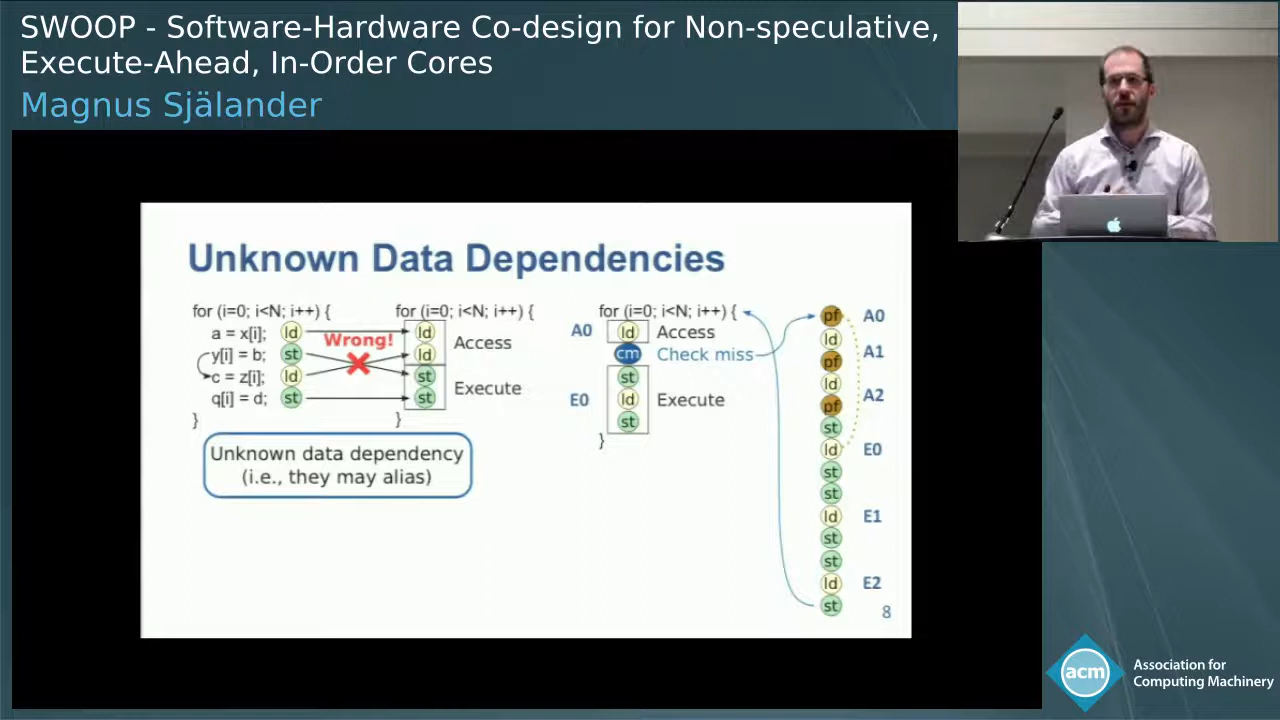 SWOOP - Software-Hardware Co-design for Non-speculative,
Execute-Ahead, In-Order Cores
Magnus Själander
Unknown Data Dependencies
for (i=0; i<N; i++) {
a = x[i];
y[i] = b;
c = z[i];
q[i] = d;
}
ld
st
ld
st
Wrong!
for (i=0; i<N; i++) {
ld
ld
st
st
}
Access
Execute
Unknown data dependency
(i.e., they may alias)
for (i=0; i<N; i++) {
A0
ld
Access
cm
Check miss
E0
st
ld
st
Execute
}
pf
A0
ld
pf
A1
ld
A2
pf
st
ld
E0
st
st
ld
E1
st
st
ld
E2
st
8
acm
Association for
Computing Machinery